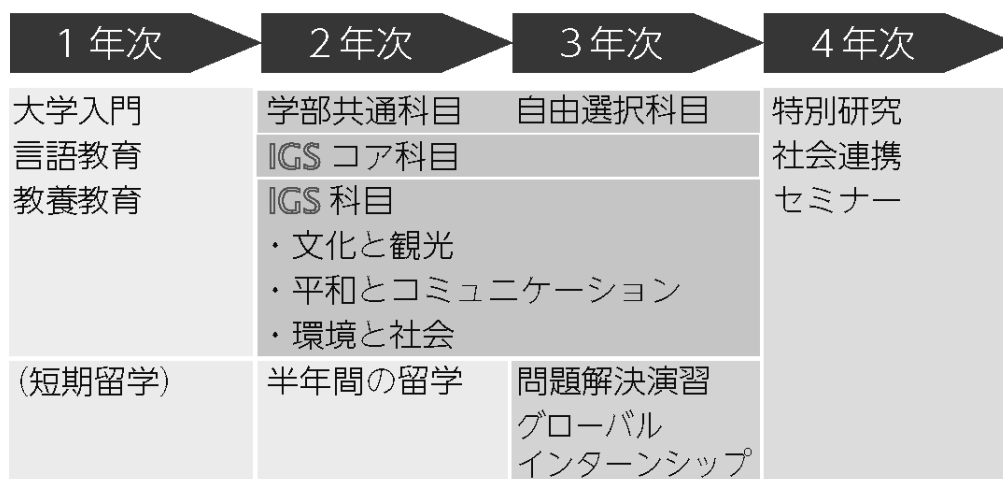 1年次 2年次 3年次 4年次
大学入門
言語教育
教養教育
(短期留学)
学部共通科目 自由選択科目
IGS コア科目
IGS 科目
・文化と観光
・平和とコミュニケーション
・環境と社会
半年間の留学
問題解決演習
グローバル
インターンシップ
特別研究
社会連携
セミナー